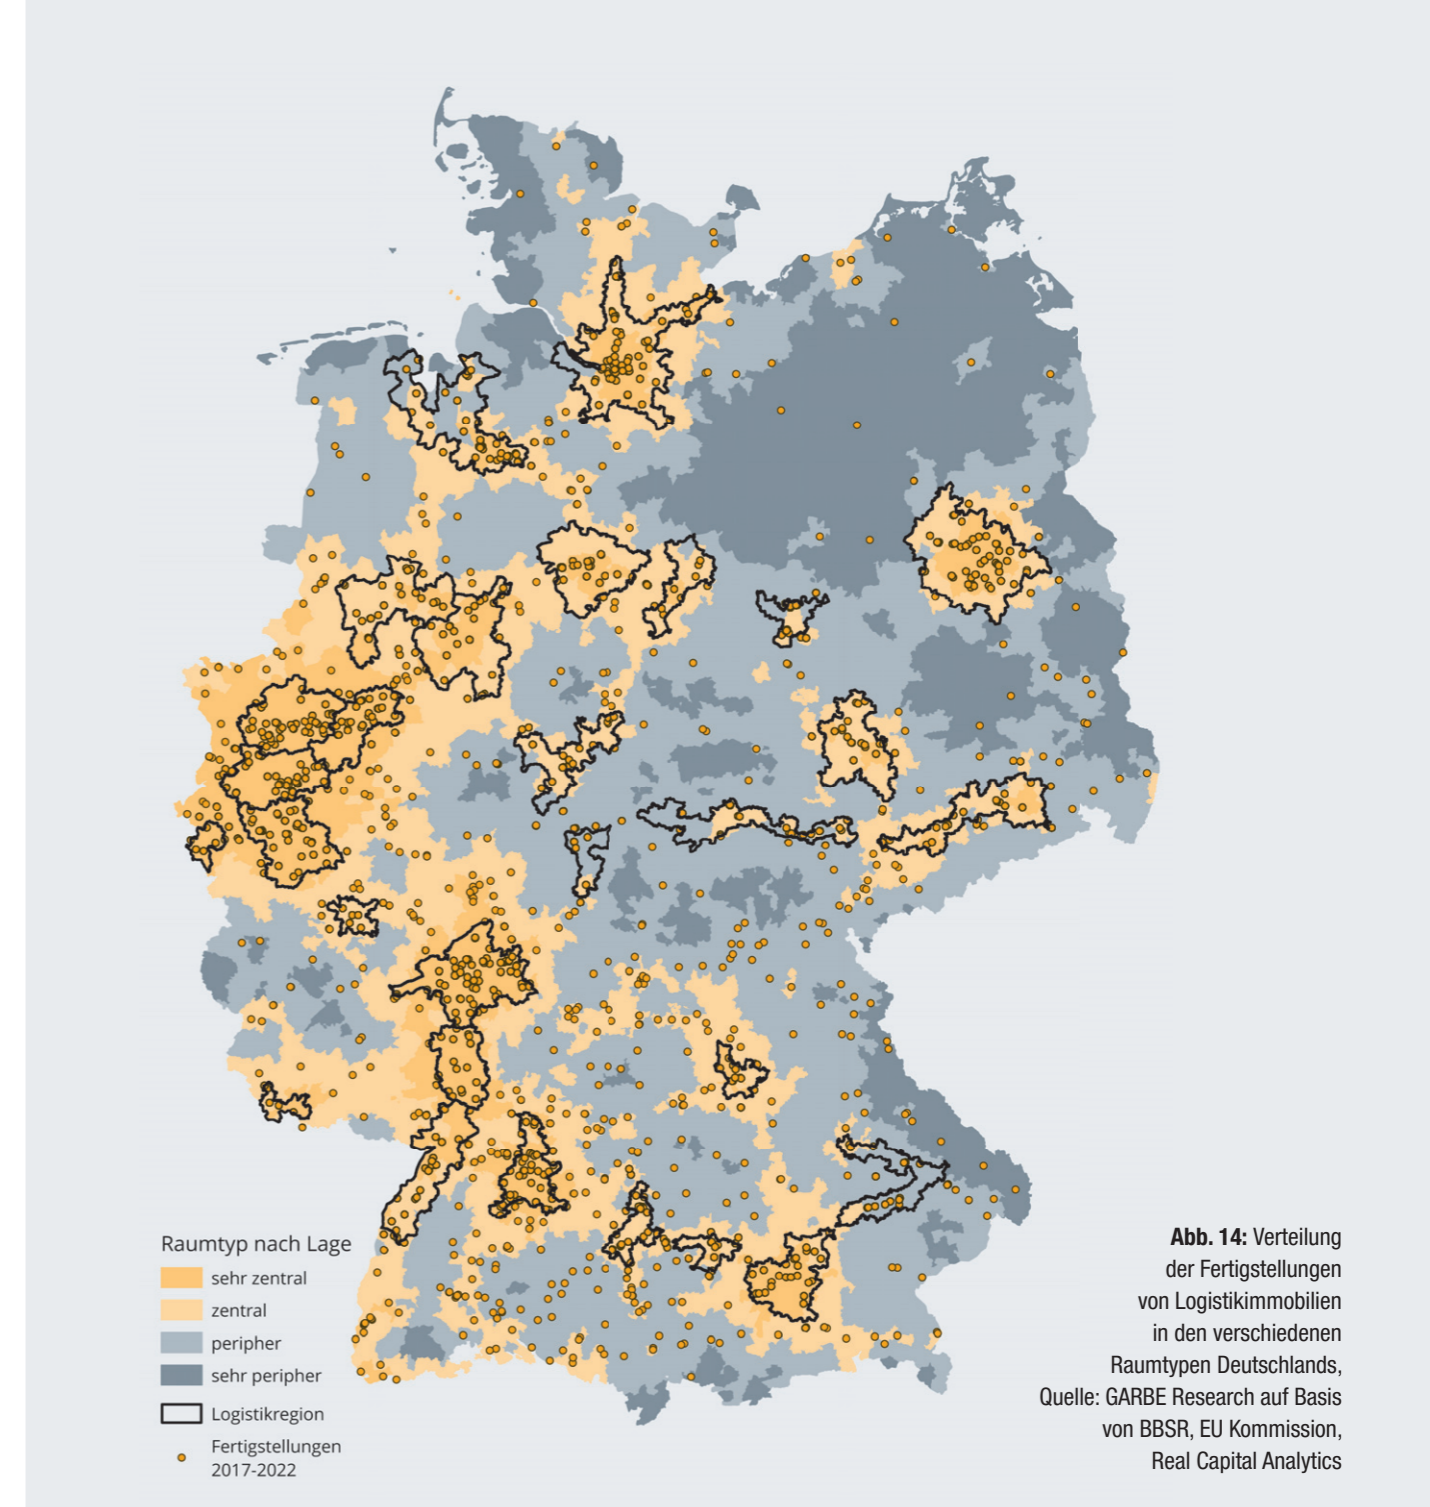 Raumtyp nach Lage
sehr zentral
zentral
peripher
sehr peripher
Logistikregion
Fertigstellungen
2017-2022
Abb. 14: Verteilung
der Fertigstellungen
von Logistikimmobilien
in den verschiedenen
Raumtypen Deutschlands,
Quelle: GARBE Research auf Basis
von BBSR, EU Kommission,
Real Capital Analytics